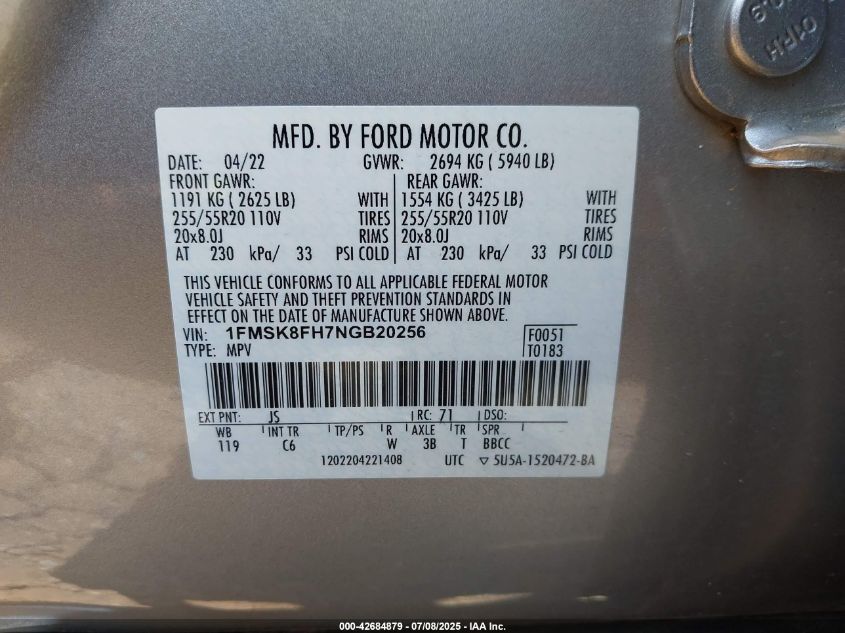 01RH
MFD. BY FORD MOTOR CO.
DATE: 04/22 GVWR: 2694 KG ( 5940 LB)
FRONT GAWR: REAR GAWR:
1191 KG ( 2625 LB) WITH 1554 KG ( 3425 LB) WITH
255/55R20 110V TIRES 255/55R20 110V TIRES
20x8.0J RIMS 20x8.0J RIMS
AT 230 kPa/ 33 PSI COLD AT 230 kPa/ 33 PSI COLD
THIS VEHICLE CONFORMS TO ALL APPLICABLE FEDERAL MOTOR
VEHICLE SAFETY AND THEFT PREVENTION STANDARDS IN
EFFECT ON THE DATE OF MANUFACTURE SHOWN ABOVE.
VIN: 1FMSK8FH7NGB20256 F0051
TYPE: MPV T0183
EXT PNT: JS RC: 71 DSO:
WB INT TR TP/PS R AXLE TR SPR
119 C6 W 3B T BBCC
1202204221408 UTC ▽ 5U5A-1520472-BA
000-42684879 / 07/08/2025 - IAA Inc.